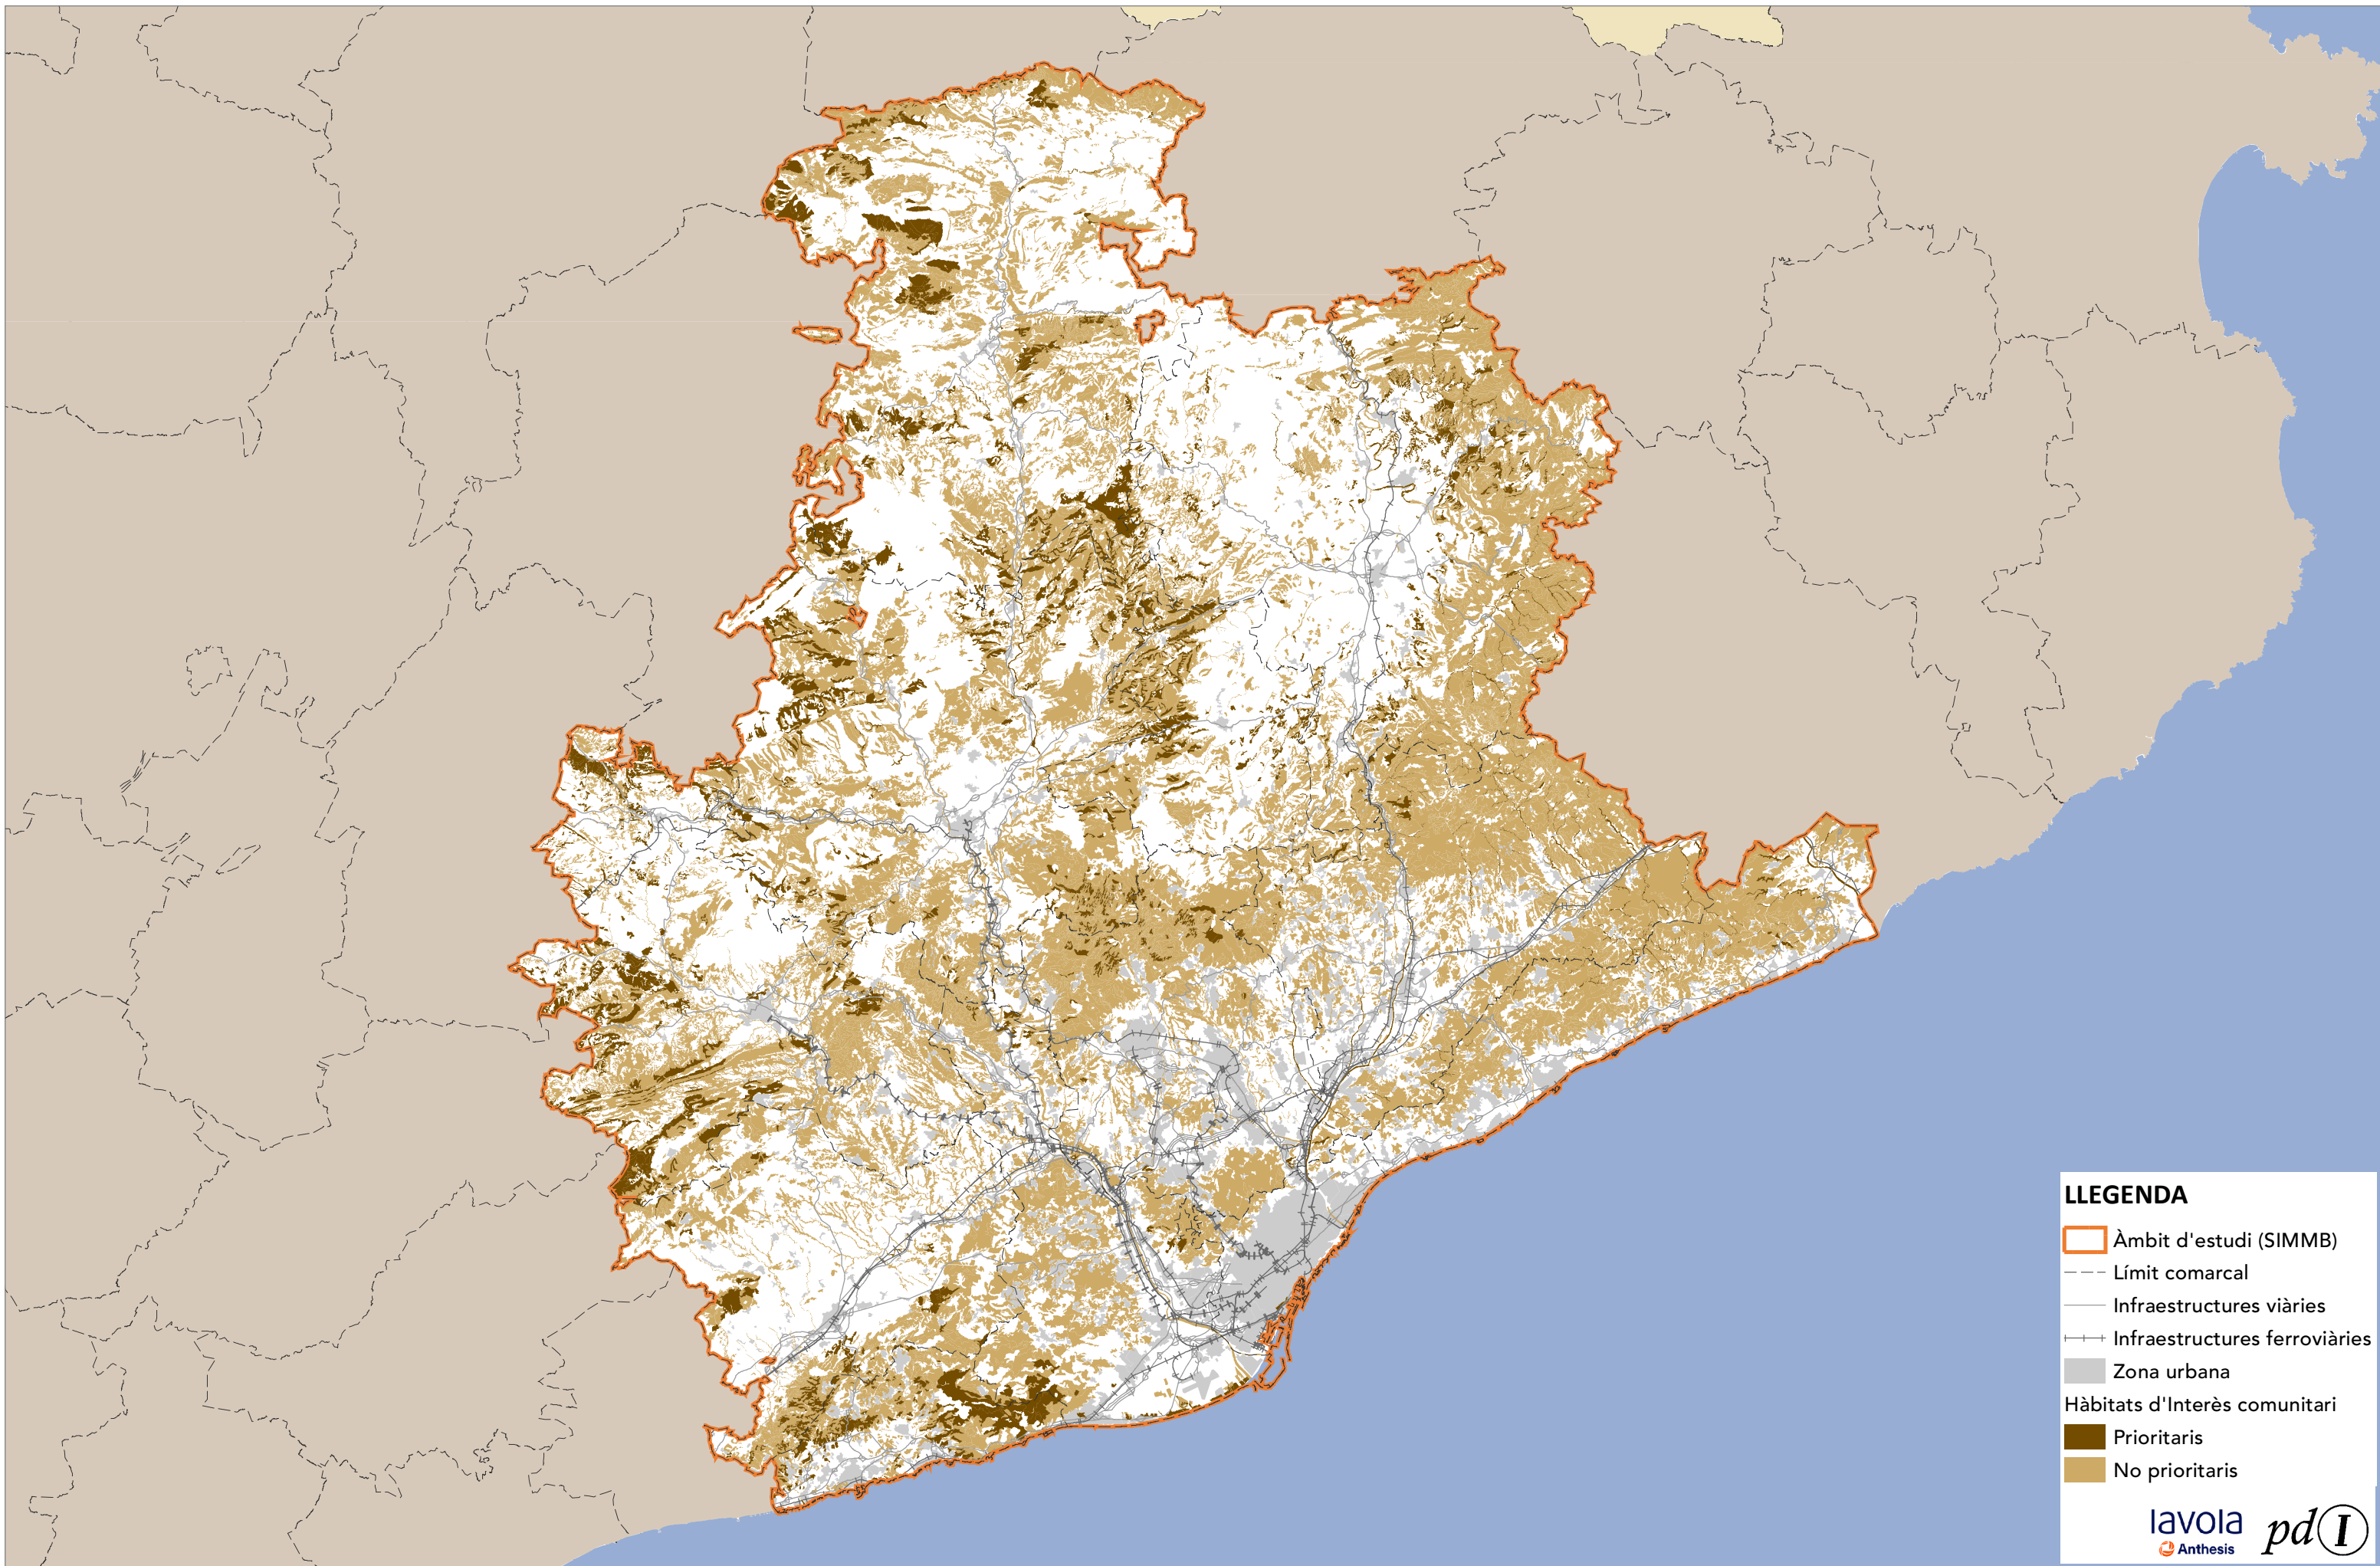 LLEGENDA
Àmbit d'estudi (SIMMB)
Límit comarcal
Infraestructures viàries
Infraestructures ferroviàries
Zona urbana
Hàbitats d'Interès comunitari
Prioritaris
No prioritaris
lavola
Anthesis
pdI